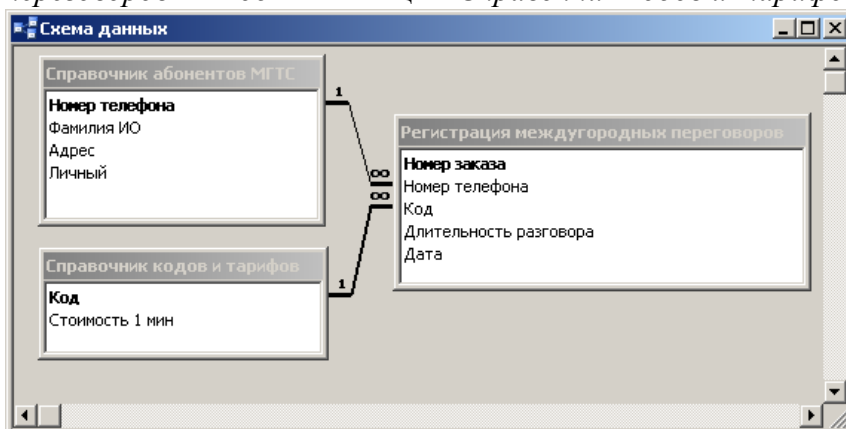 Схема данных
Справочник абонентов МГТС
Номер телефона
Фамилия ИО
Адрес
Личный
1
∞
∞
1
Регистрация междугородных переговоров
Номер заказа
Номер телефона
Код
Длительность разговора
Дата
Справочник кодов и тарифов
Код
Стоимость 1 мин